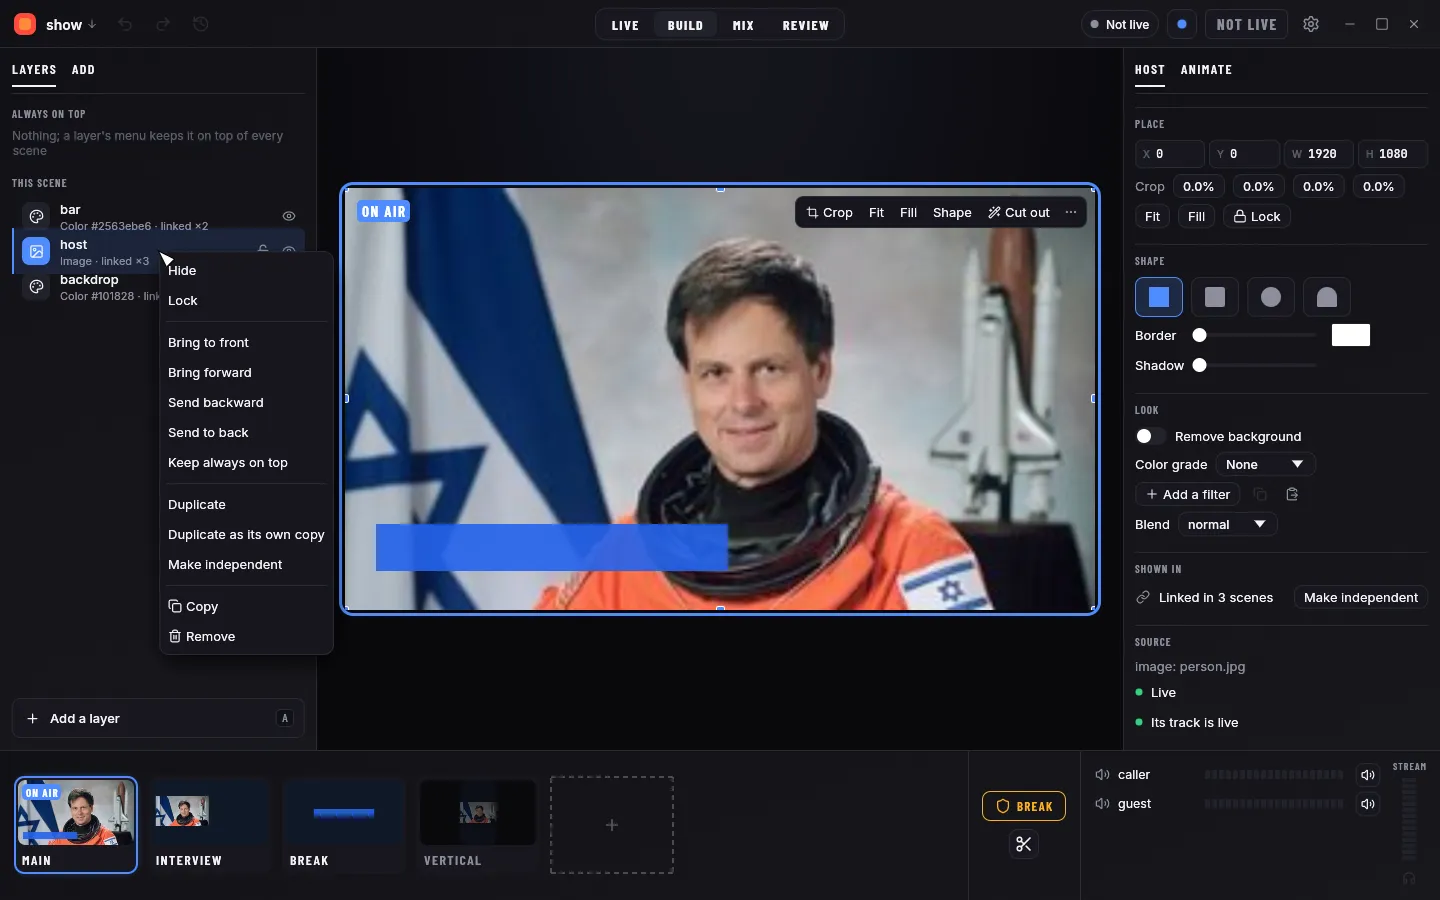 show
LIVE
BUILD
MIX
REVIEW
Not live
NOT LIVE
LAYERS
ADD
ALWAYS ON TOP
Nothing; a layer's menu keeps it on top of every
scene
THIS SCENE
bar
Color #2563ebe6 · linked ×2
host
Image · linked ×3
backdrop
Color #101828 · link
Hide
Lock
Bring to front
Bring forward
Send backward
Send to back
Keep always on top
Duplicate
Duplicate as its own copy
Make independent
Copy
Remove
Add a layer
A
ON AIR
Crop
Fit
Fill
Shape
Cut out
HOST
ANIMATE
PLACE
X 0
Y 0
W 1920
H 1080
Crop
0.0%
0.0%
0.0%
0.0%
Fit
Fill
Lock
SHAPE
Border
Shadow
LOOK
Remove background
Color grade
None
Add a filter
Blend
normal
SHOWN IN
Linked in 3 scenes
Make independent
SOURCE
image: person.jpg
Live
Its track is live
ON AIR
MAIN
INTERVIEW
BREAK
VERTICAL
BREAK
caller
guest
STREAM